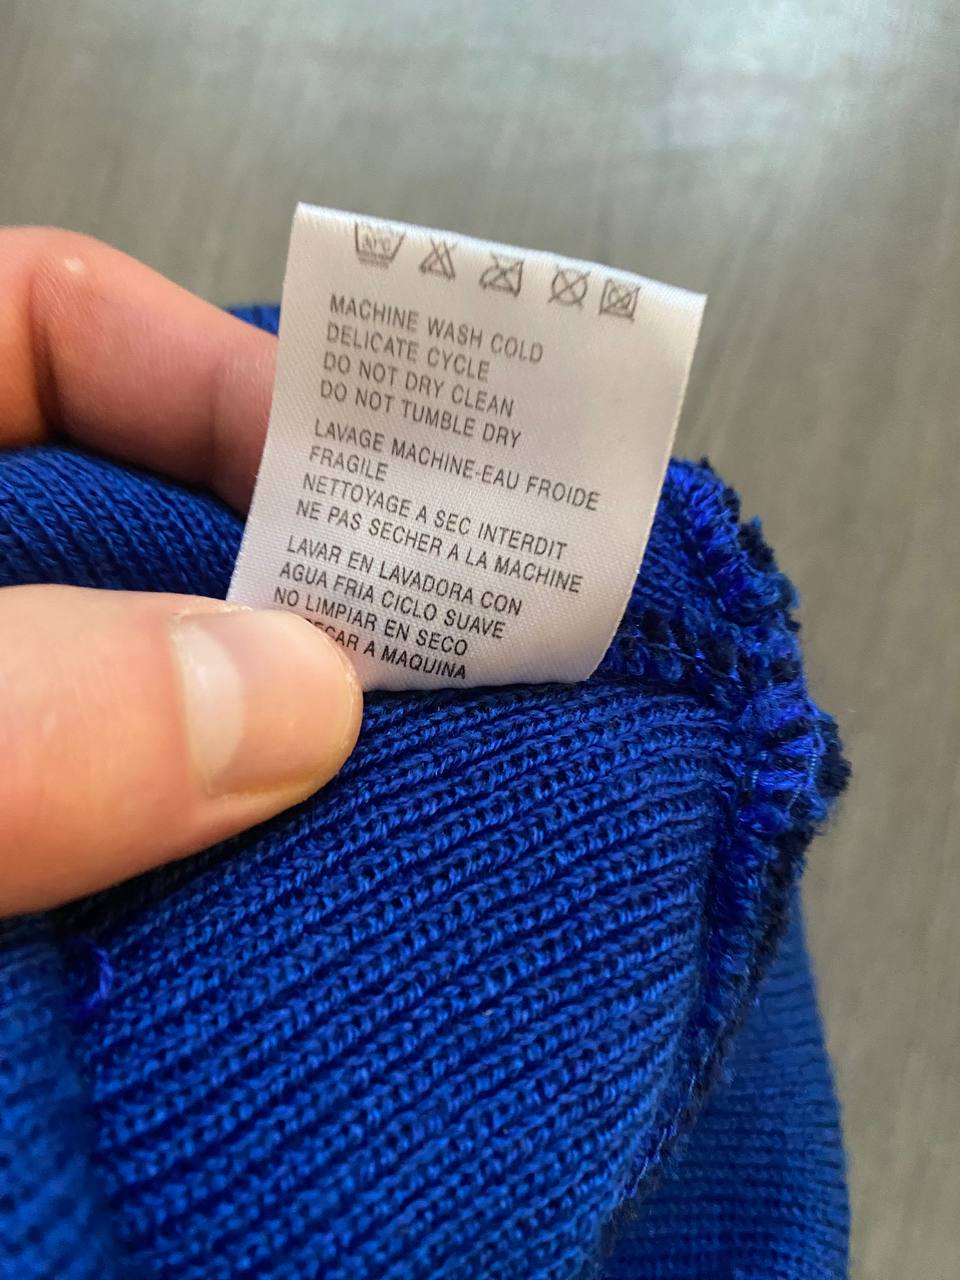 30°C
MACHINE WASH COLD
DELICATE CYCLE
DO NOT DRY CLEAN
DO NOT TUMBLE DRY
LAVAGE MACHINE-EAU FROIDE
FRAGILE
NETTOYAGE A SEC INTERDIT
NE PAS SECHER A LA MACHINE
LAVAR EN LAVADORA CON
AGUA FRIA CICLO SUAVE
NO LIMPIAR EN SECO
A MAQUINA